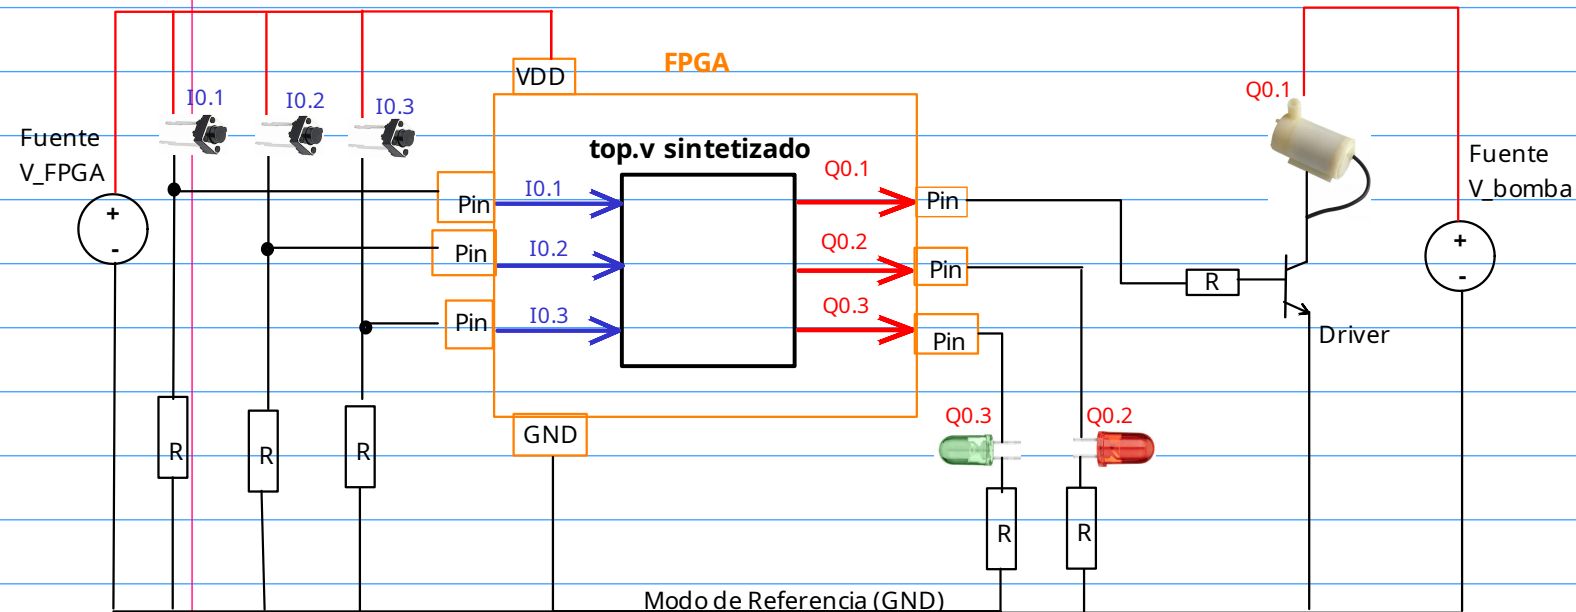 FPGA
VDD
I0.1
I0.2
I0.3
Q0.1
Fuente
V_FPGA
+
-
top.v sintetizado
Fuente
V_bomba
+
-
Pin
I0.1
Q0.1
Pin
Pin
I0.2
Q0.2
Pin
Pin
I0.3
Q0.3
Pin
R
Driver
GND
Q0.3
Q0.2
R
R
R
R
R
Modo de Referencia (GND)